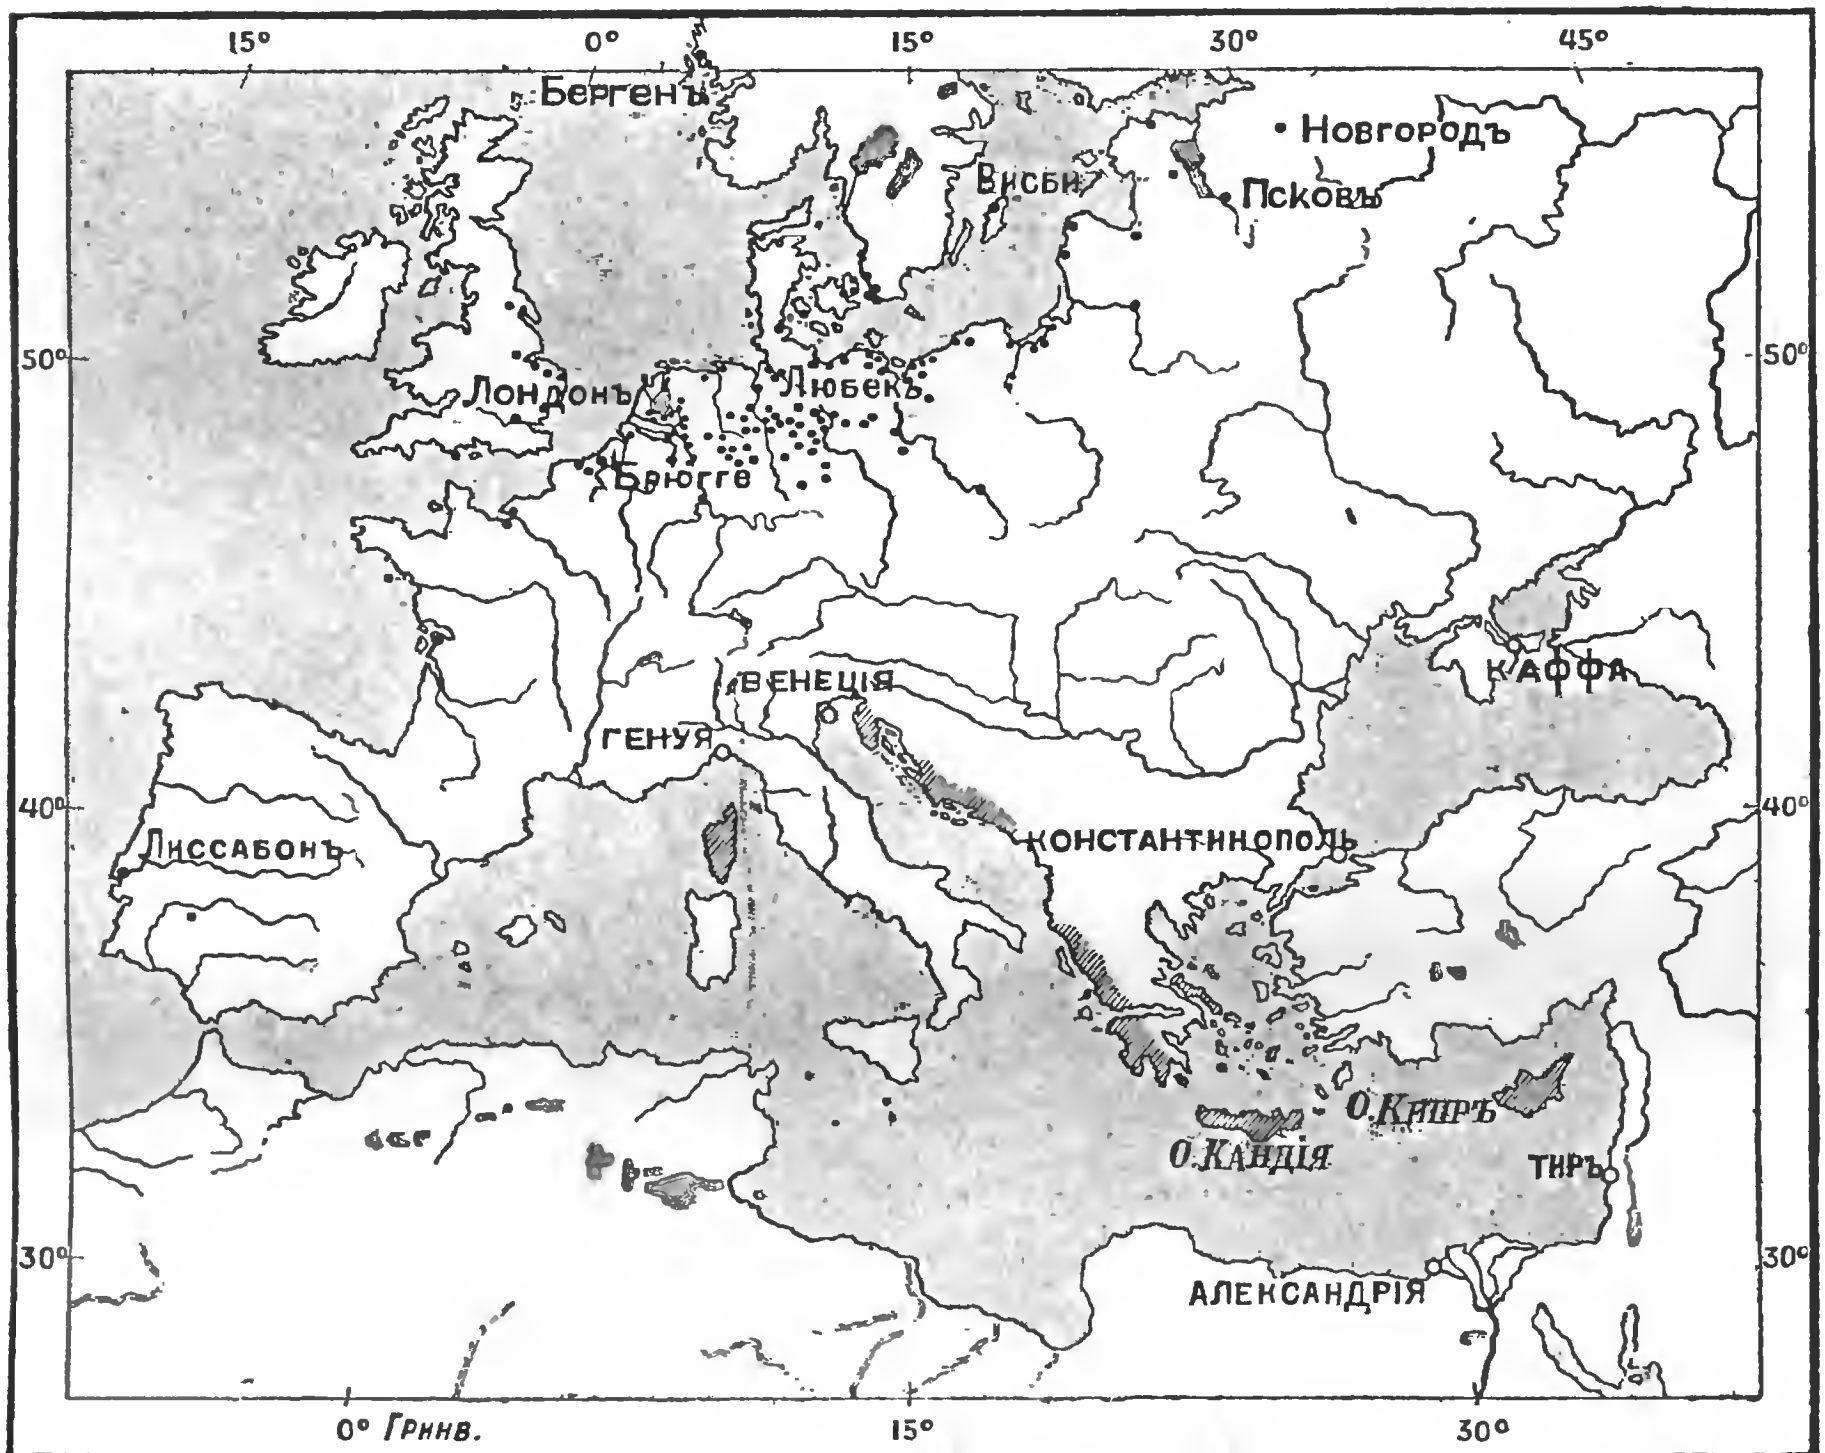 15° 0° 15° 30° 45°
Бергенъ
Новгородъ
Висби
Псковъ
50° 50°
Любекъ
Лондонъ
Брюгге
КАФФА
ВЕНЕЦІЯ
ГЕНУЯ
40° 40°
КОНСТАНТИНОПОЛЬ
Лиссабонъ
О. Кипръ
О. Кандія
ТИРЪ
30° 30°
АЛЕКСАНДРІЯ
0° Гринв. 15° 30°